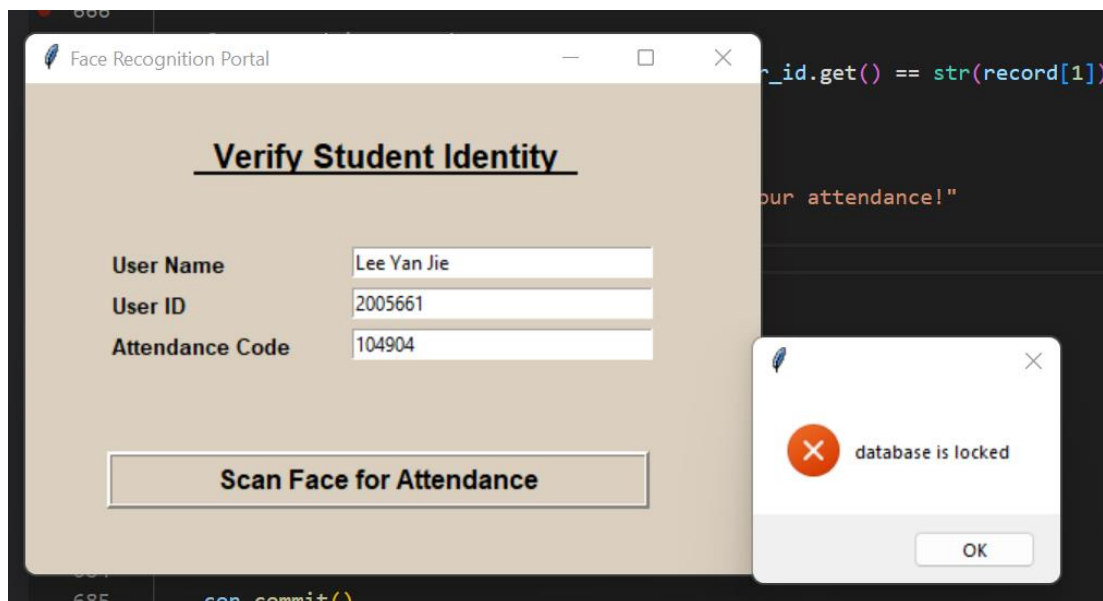 666
Face Recognition Portal
r_id.get() == str(record[1])
Verify Student Identity
our attendance!"
User Name
Lee Yan Jie
User ID
2005661
Attendance Code
104904
database is locked
Scan Face for Attendance
OK
685
con.commit()